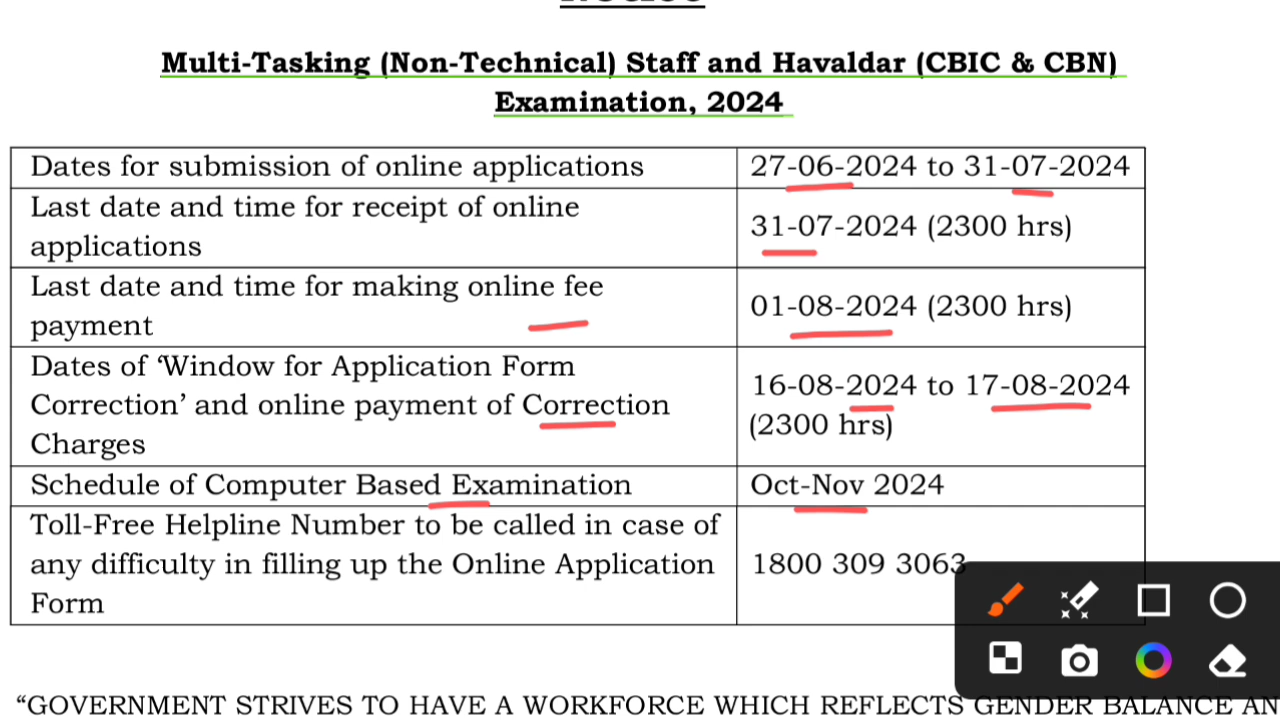 Multi-Tasking (Non-Technical) Staff and Havaldar (CBIC & CBN)
Examination, 2024
Dates for submission of online applications
27-06-2024 to 31-07-2024
Last date and time for receipt of online
applications
31-07-2024 (2300 hrs)
Last date and time for making online fee
payment
01-08-2024 (2300 hrs)
Dates of ‘Window for Application Form
Correction’ and online payment of Correction
Charges
16-08-2024 to 17-08-2024
(2300 hrs)
Schedule of Computer Based Examination
Oct-Nov 2024
Toll-Free Helpline Number to be called in case of
any difficulty in filling up the Online Application
Form
1800 309 3063
“GOVERNMENT STRIVES TO HAVE A WORKFORCE WHICH REFLECTS GENDER BALANCE AN